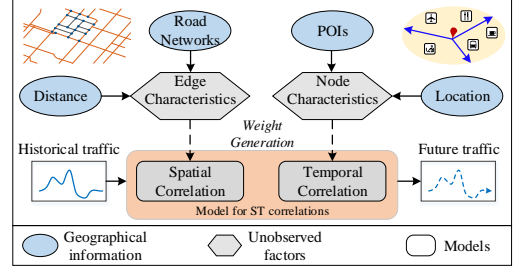 Road
Networks
POIs
Distance
Edge
Characteristics
Node
Characteristics
Location
Weight
Generation
Historical traffic
Future traffic
Spatial
Correlation
Temporal
Correlation
Model for ST correlations
Geographical
information
Unobserved
factors
Models